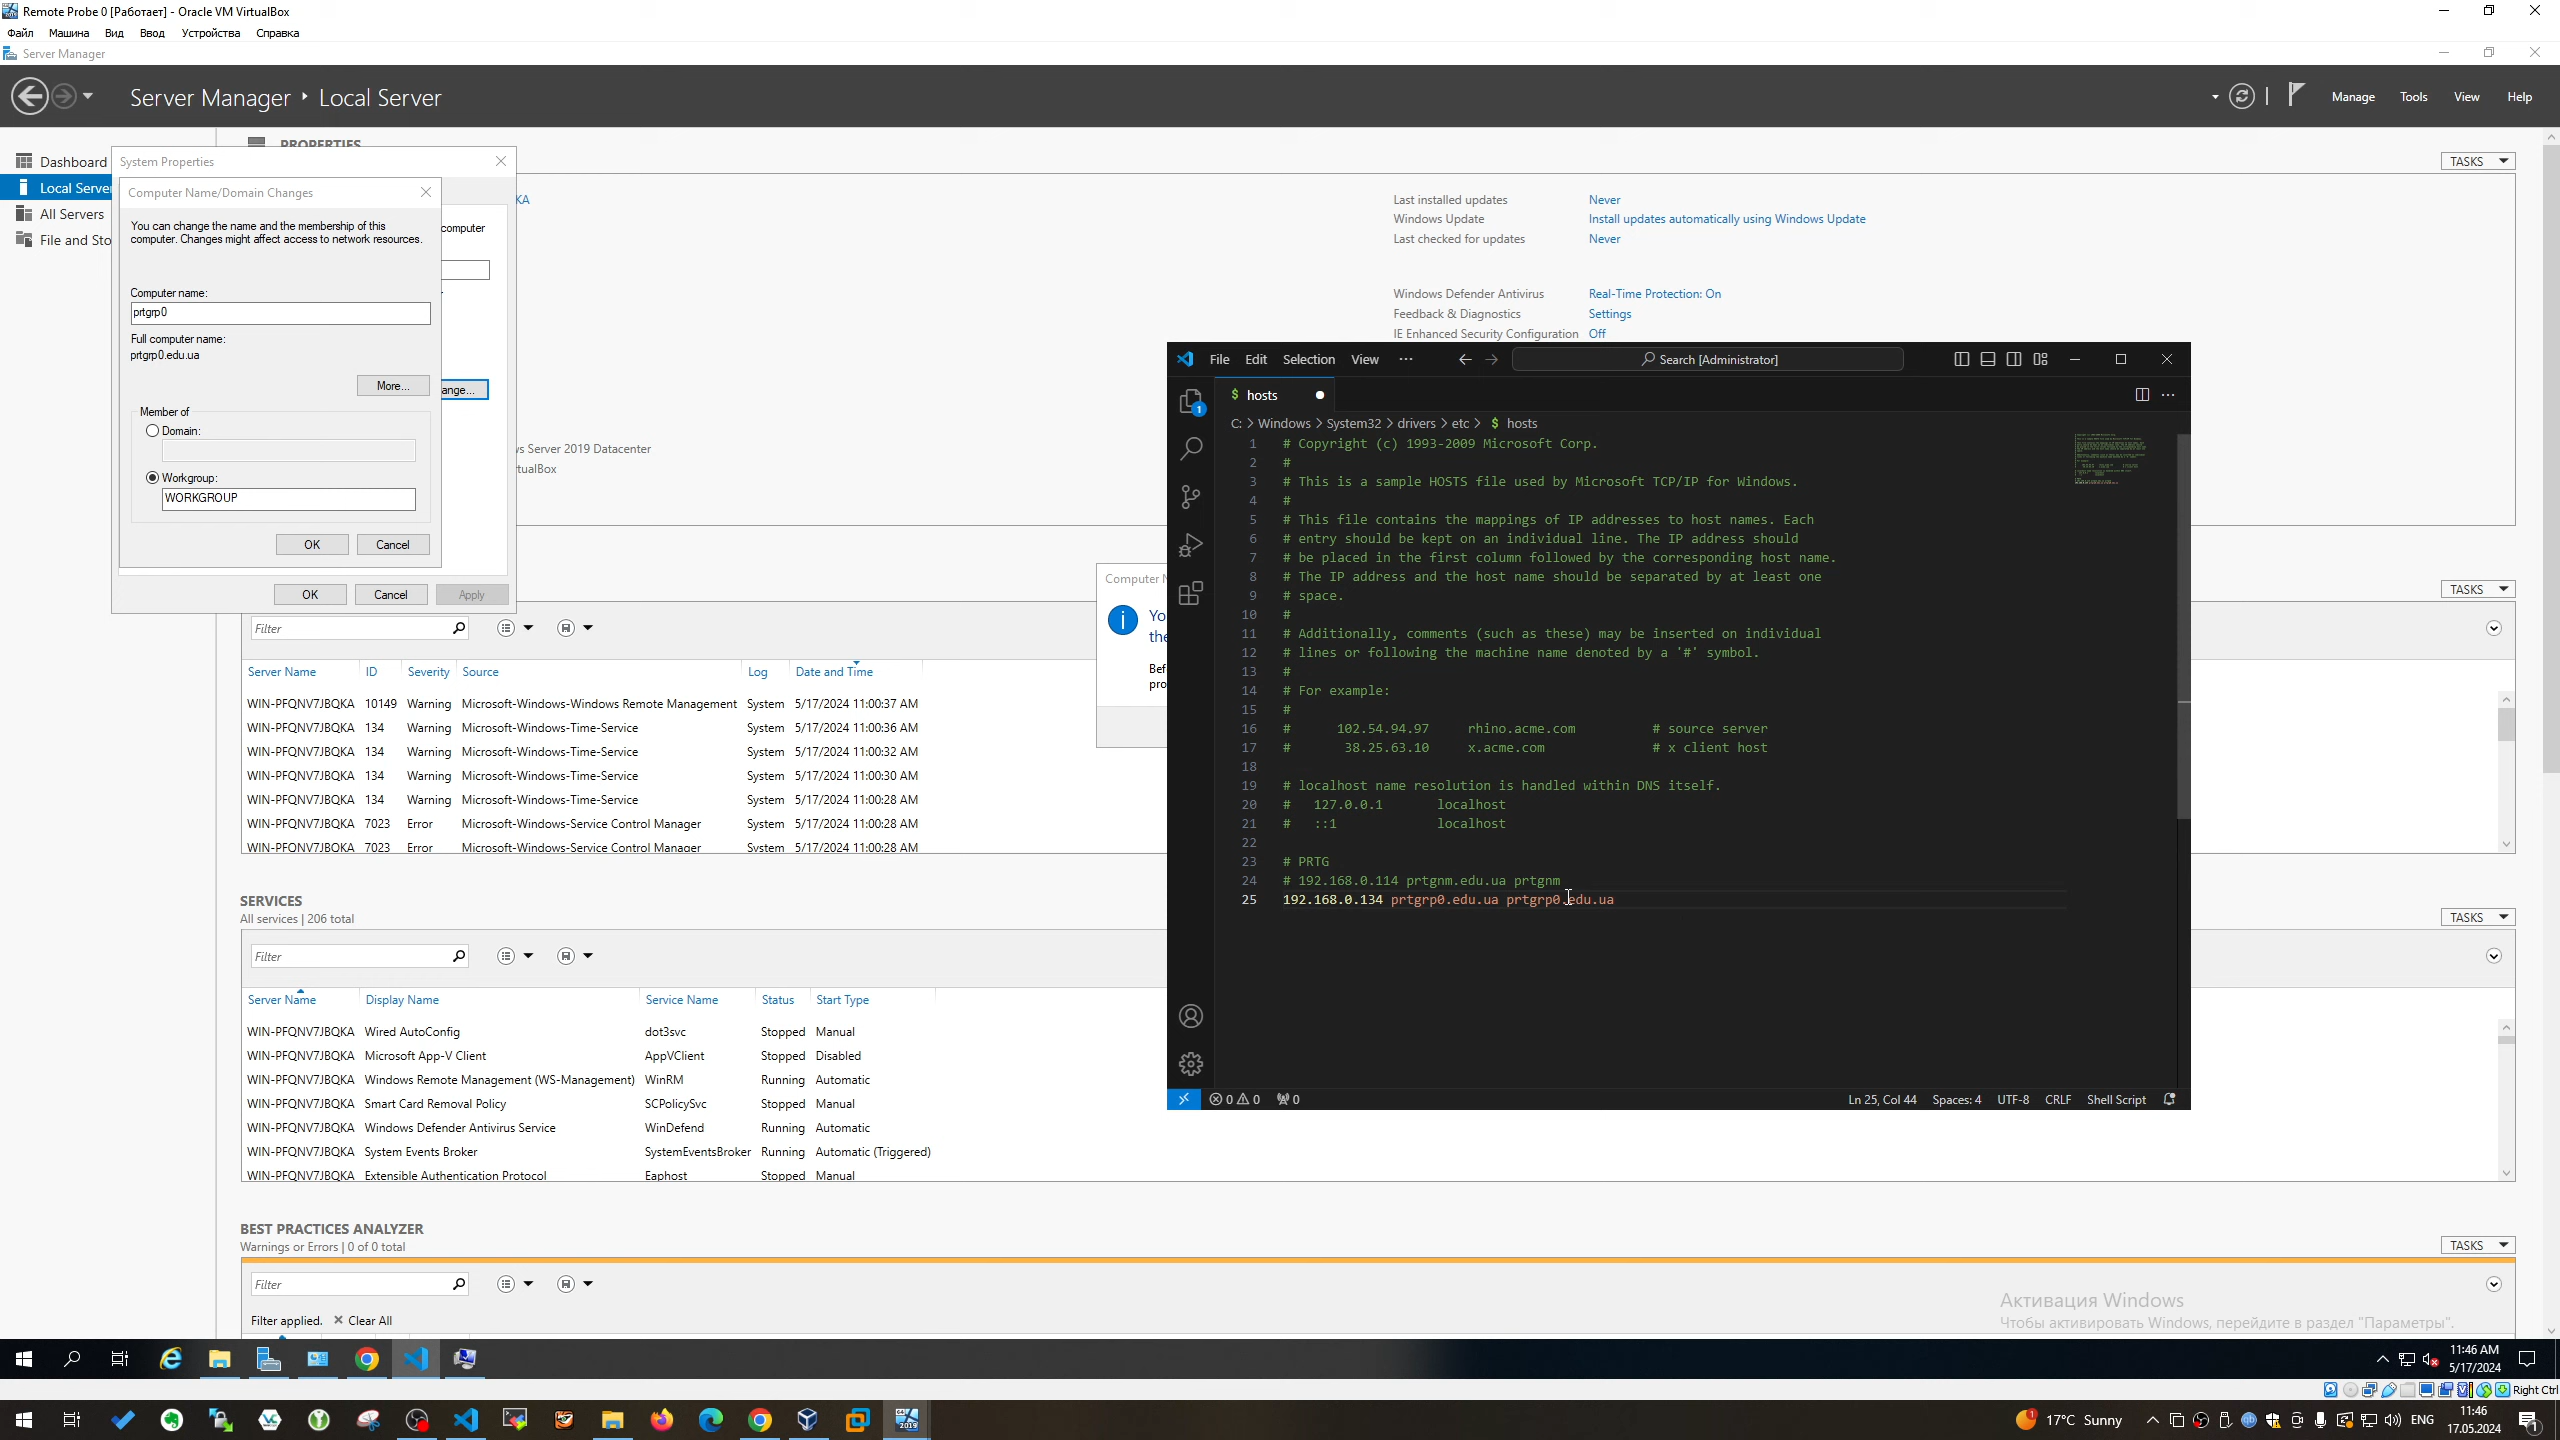 Remote Probe 0 [Работает] - Oracle VM VirtualBox
Файл Машина Вид Ввод Устройства Справка
Server Manager
Server Manager ‣ Local Server
Manage Tools View Help
PROPERTIES
TASKS
Dashboard
Local Serve
All Servers
File and Sto
System Properties
Computer Name/Domain Changes
You can change the name and the membership of this
computer. Changes might affect access to network resources.
computer
Computer name:
prtgrp0
Full computer name:
prtgrp0.edu.ua
More...
ange...
Member of
Domain:
Workgroup:
WORKGROUP
OK Cancel
OK Cancel Apply
KA
Last installed updates Never
Windows Update Install updates automatically using Windows Update
Last checked for updates Never
Windows Defender Antivirus Real-Time Protection: On
Feedback & Diagnostics Settings
IE Enhanced Security Configuration Off
s Server 2019 Datacenter
tualBox
TASKS
Filter
Server Name ID Severity Source Log Date and Time
WIN-PFQNV7JBQKA 10149 Warning Microsoft-Windows-Windows Remote Management System 5/17/2024 11:00:37 AM
WIN-PFQNV7JBQKA 134 Warning Microsoft-Windows-Time-Service System 5/17/2024 11:00:36 AM
WIN-PFQNV7JBQKA 134 Warning Microsoft-Windows-Time-Service System 5/17/2024 11:00:32 AM
WIN-PFQNV7JBQKA 134 Warning Microsoft-Windows-Time-Service System 5/17/2024 11:00:30 AM
WIN-PFQNV7JBQKA 134 Warning Microsoft-Windows-Time-Service System 5/17/2024 11:00:28 AM
WIN-PFQNV7JBQKA 7023 Error Microsoft-Windows-Service Control Manager System 5/17/2024 11:00:28 AM
WIN-PFQNV7JBQKA 7023 Error Microsoft-Windows-Service Control Manager System 5/17/2024 11:00:28 AM
Computer N
Yo
the
Bef
pro
File Edit Selection View ···
Search [Administrator]
$ hosts
C: > Windows > System32 > drivers > etc > $ hosts
1 # Copyright (c) 1993-2009 Microsoft Corp.
2 #
3 # This is a sample HOSTS file used by Microsoft TCP/IP for Windows.
4 #
5 # This file contains the mappings of IP addresses to host names. Each
6 # entry should be kept on an individual line. The IP address should
7 # be placed in the first column followed by the corresponding host name.
8 # The IP address and the host name should be separated by at least one
9 # space.
10 #
11 # Additionally, comments (such as these) may be inserted on individual
12 # lines or following the machine name denoted by a '#' symbol.
13 #
14 # For example:
15 #
16 # 102.54.94.97 rhino.acme.com # source server
17 # 38.25.63.10 x.acme.com # x client host
18
19 # localhost name resolution is handled within DNS itself.
20 # 127.0.0.1 localhost
21 # ::1 localhost
22
23 # PRTG
24 # 192.168.0.114 prtgnm.edu.ua prtgnm
25 192.168.0.134 prtgrp0.edu.ua prtgrp0.edu.ua
1
0 0 0
Ln 25, Col 44 Spaces: 4 UTF-8 CRLF Shell Script
SERVICES
All services | 206 total
TASKS
Filter
Server Name Display Name Service Name Status Start Type
WIN-PFQNV7JBQKA Wired AutoConfig dot3svc Stopped Manual
WIN-PFQNV7JBQKA Microsoft App-V Client AppVClient Stopped Disabled
WIN-PFQNV7JBQKA Windows Remote Management (WS-Management) WinRM Running Automatic
WIN-PFQNV7JBQKA Smart Card Removal Policy SCPolicySvc Stopped Manual
WIN-PFQNV7JBQKA Windows Defender Antivirus Service WinDefend Running Automatic
WIN-PFQNV7JBQKA System Events Broker SystemEventsBroker Running Automatic (Triggered)
WIN-PFQNV7JBQKA Extensible Authentication Protocol Eaphost Stopped Manual
BEST PRACTICES ANALYZER
Warnings or Errors | 0 of 0 total
TASKS
Filter
Filter applied. ✕ Clear All
Активация Windows
Чтобы активировать Windows, перейдите в раздел "Параметры".
11:46 AM
5/17/2024
Right Ctrl
17°C Sunny
ENG
11:46
17.05.2024